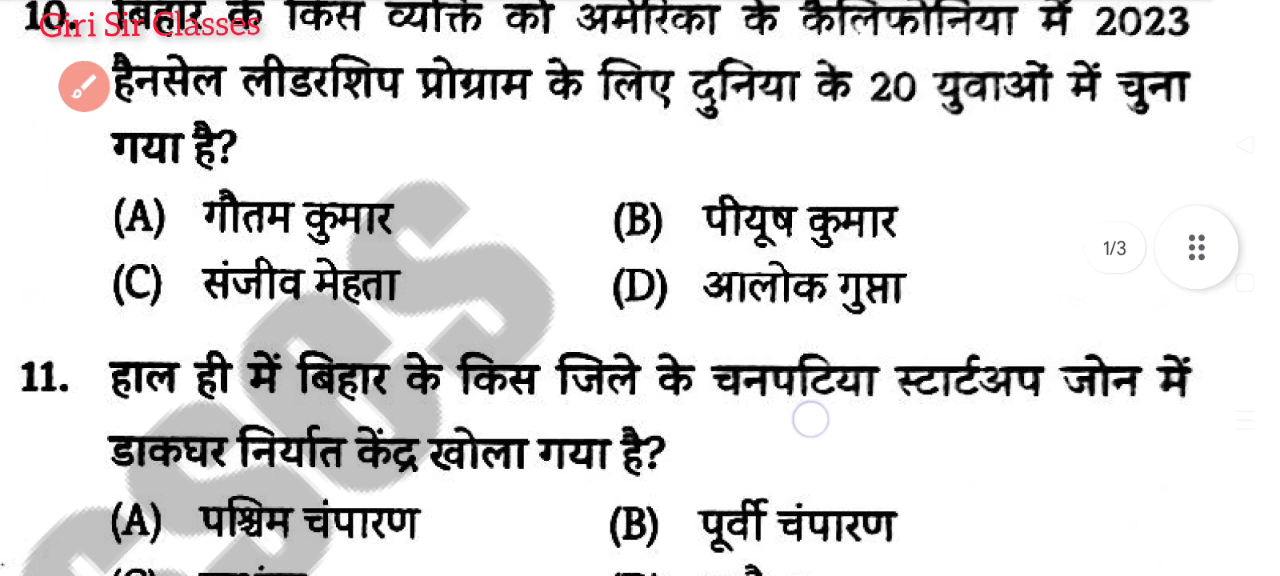 Giri Sir Classes
10. बिहार के किस व्यक्ति को अमेरिका के कैलिफोर्निया में 2023
हैनसेल लीडरशिप प्रोग्राम के लिए दुनिया के 20 युवाओं में चुना
गया है?
(A) गौतम कुमार (B) पीयूष कुमार
(C) संजीव मेहता (D) आलोक गुप्ता
1/3
11. हाल ही में बिहार के किस जिले के चनपटिया स्टार्टअप जोन में
डाकघर निर्यात केंद्र खोला गया है?
(A) पश्चिम चंपारण (B) पूर्वी चंपारण